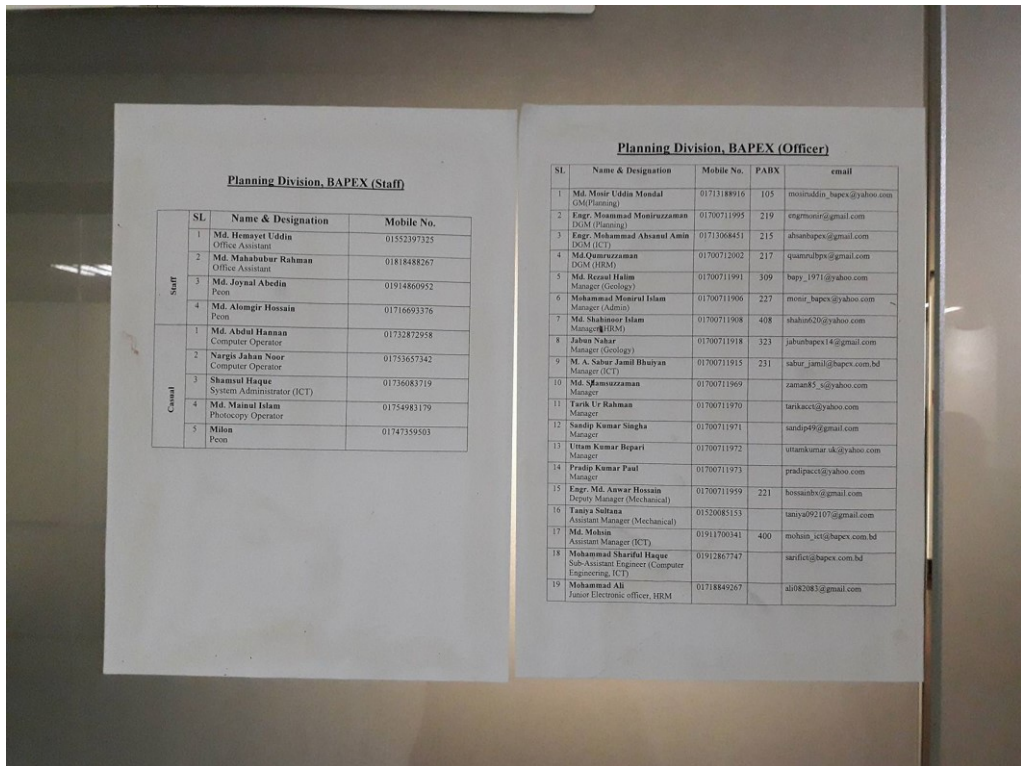 Planning Division, BAPEX (Staff)
SL Name & Designation Mobile No.
Staff
1 Md. Hemayet Uddin 01552397325
Office Assistant
2 Md. Mahabubur Rahman 01818488267
Office Assistant
3 Md. Joynal Abedin 01914860952
Peon
4 Md. Alomgir Hossain 01716693376
Peon
Casual
1 Md. Abdul Hannan 01732872958
Computer Operator
2 Nargis Jahan Noor 01753657342
Computer Operator
3 Shamsul Haque 01736083719
System Administrator (ICT)
4 Md. Mainul Islam 01754983179
Photocopy Operator
5 Milon 01747359503
Peon
Planning Division, BAPEX (Officer)
SL Name & Designation Mobile No. PABX email
1 Md. Mosir Uddin Mondal 01713188916 105 mosinuddin_bapex@yahoo.com
GM(Planning)
2 Engr. Moammad Moniruzzaman 01700711995 219 engrmonir@gmail.com
DGM (Planning)
3 Engr. Mohammad Ahsanul Amin 01713068451 215 ahsanbapex@gmail.com
DGM (ICT)
4 Md.Qumruzzaman 01700712002 217 quamrulbpx@gmail.com
DGM (HRM)
5 Md. Rezaul Halim 01700711991 309 bapy_1971@yahoo.com
Manager (Geology)
6 Mohammad Monirul Islam 01700711906 227 monir_bapex@yahoo.com
Manager (Admin)
7 Md. Shabinoor Islam 01700711908 408 shahin620@yahoo.com
Manager (HRM)
8 Jabun Nahar 01700711918 323 jabunbapex14@gmail.com
Manager (Geology)
9 M. A. Sabur Jamil Bhuiyan 01700711915 231 sabur_jamil@bapex.com.bd
Manager (ICT)
10 Md. Shamsuzzaman 01700711969 zaman85_s@yahoo.com
Manager
11 Tarik Ur Rahman 01700711970 tarikacct@yahoo.com
Manager
12 Sandip Kumar Singha 01700711971 sandip49@gmail.com
Manager
13 Uttam Kumar Bepari 01700711972 uttamkumar.uk@yahoo.com
Manager
14 Pradip Kumar Paul 01700711973 pradipacct@yahoo.com
Manager
15 Engr. Md. Anwar Hossain 01700711959 221 hossainbx@gmail.com
Deputy Manager (Mechanical)
16 Taniya Sultana 01520085153 taniya092107@gmail.com
Assistant Manager (Mechanical)
17 Md. Mohsin 01911700341 400 mohsin_ict@bapex.com.bd
Assistant Manager (ICT)
18 Mohammad Shariful Haque 01912867747 sarifict@bapex.com.bd
Sub-Assistant Engineer (Computer
Engineering, ICT)
19 Mohammad Ali 01718849267 ali082083@gmail.com
Junior Electronic officer, HRM